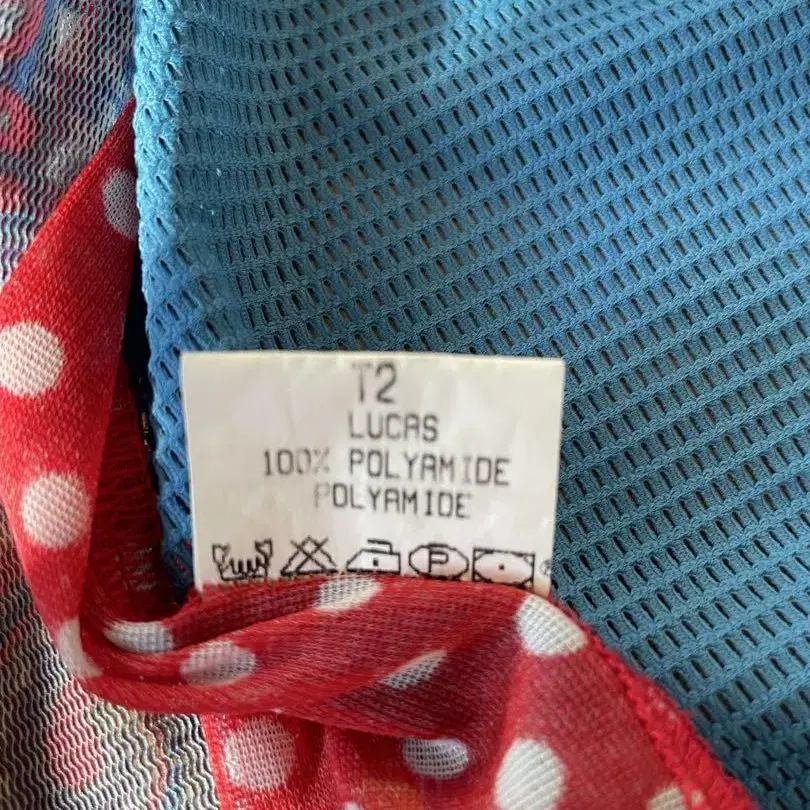 T2
LUCAS
100% POLYAMIDE
POLYAMIDE
P